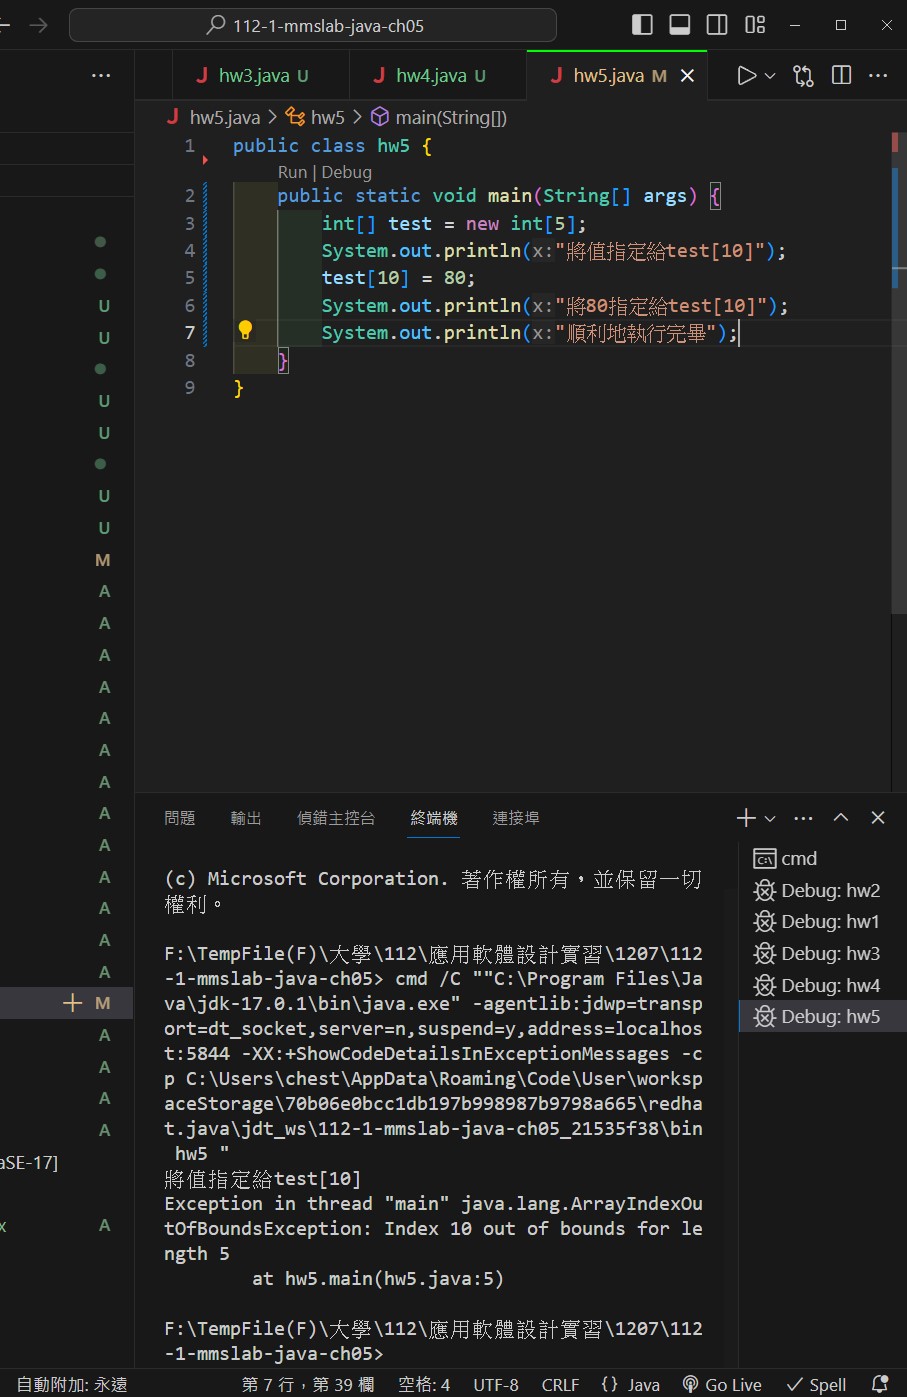 112-1-mmslab-java-ch05
hw3.java U
hw4.java U
hw5.java M
hw5.java > hw5 > main(String[])
1 public class hw5 {
Run | Debug
2 public static void main(String[] args) {
3 int[] test = new int[5];
4 System.out.println(x:"將值指定給test[10]");
5 test[10] = 80;
6 System.out.println(x:"將80指定給test[10]");
7 System.out.println(x:"順利地執行完畢");
8 }
9 }
U
U
U
U
U
U
M
A
A
A
A
A
A
A
A
A
A
A
A
A
M
A
A
A
A
aSE-17]
x A
問題 輸出 偵錯主控台 終端機 連接埠
(c) Microsoft Corporation. 著作權所有，並保留一切
權利。
F:\TempFile(F)\大學\112\應用軟體設計實習\1207\112
-1-mmslab-java-ch05> cmd /C ""C:\Program Files\Ja
va\jdk-17.0.1\bin\java.exe" -agentlib:jdwp=transp
ort=dt_socket,server=n,suspend=y,address=localhos
t:5844 -XX:+ShowCodeDetailsInExceptionMessages -c
p C:\Users\chest\AppData\Roaming\Code\User\worksp
aceStorage\70b06e0bcc1db197b998987b9798a665\redha
t.java\jdt_ws\112-1-mmslab-java-ch05_21535f38\bin
hw5 "
將值指定給test[10]
Exception in thread "main" java.lang.ArrayIndexOu
tOfBoundsException: Index 10 out of bounds for le
ngth 5
at hw5.main(hw5.java:5)
F:\TempFile(F)\大學\112\應用軟體設計實習\1207\112
-1-mmslab-java-ch05>
cmd
Debug: hw2
Debug: hw1
Debug: hw3
Debug: hw4
Debug: hw5
自動附加: 永遠 第 7 行，第 39 欄 空格: 4 UTF-8 CRLF {} Java Go Live Spell